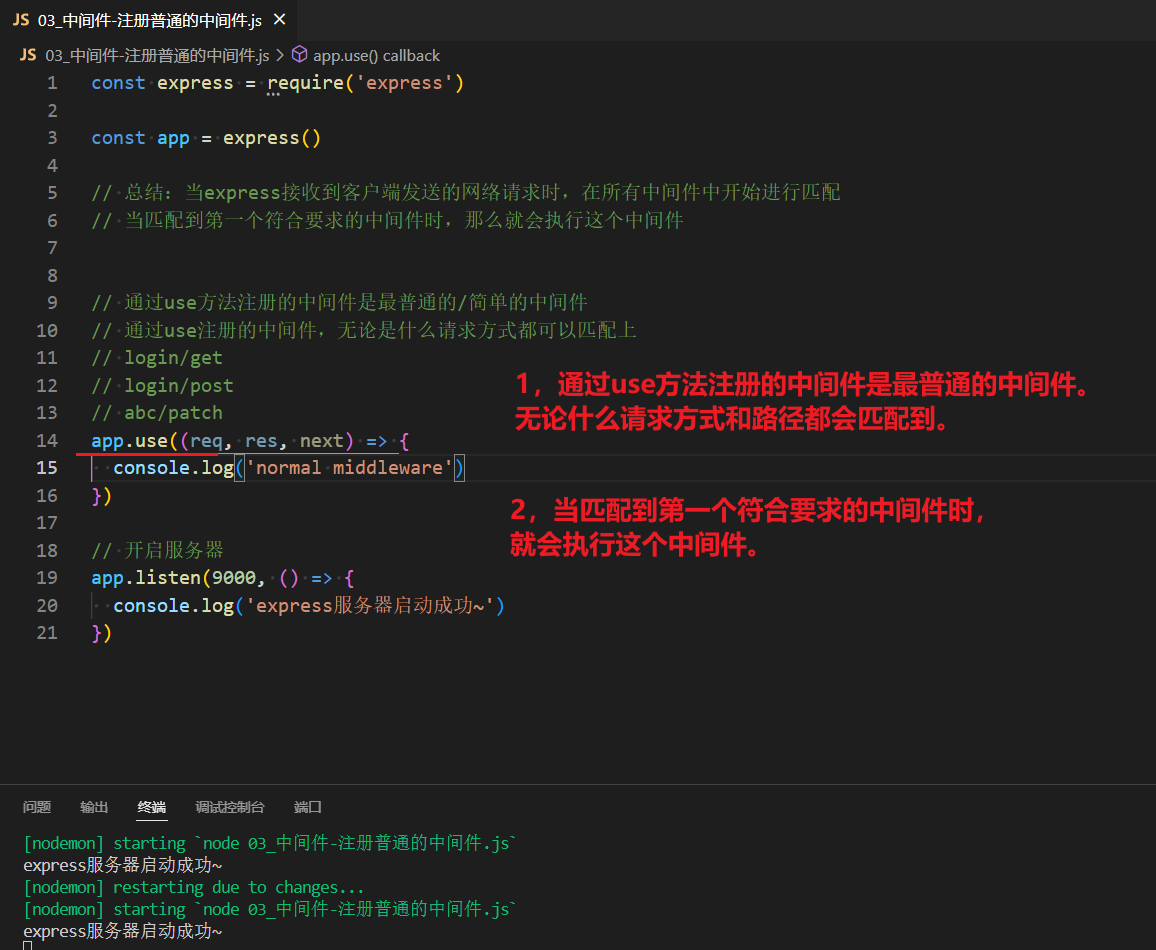 JS 03_中间件-注册普通的中间件.js ×
JS 03_中间件-注册普通的中间件.js > app.use() callback
1 const express = require('express')
2
3 const app = express()
4
5 // 总结：当express接收到客户端发送的网络请求时，在所有中间件中开始进行匹配
6 // 当匹配到第一个符合要求的中间件时，那么就会执行这个中间件
7
8
9 // 通过use方法注册的中间件是最普通的/简单的中间件
10 // 通过use注册的中间件，无论是什么请求方式都可以匹配上
11 // login/get
12 // login/post
13 // abc/patch
1，通过use方法注册的中间件是最普通的中间件。
无论什么请求方式和路径都会匹配到。
14 app.use((req, res, next) => {
15   console.log('normal middleware')
16 })
2，当匹配到第一个符合要求的中间件时，
就会执行这个中间件。
17
18 // 开启服务器
19 app.listen(9000, () => {
20   console.log('express服务器启动成功~')
21 })
问题 输出 终端 调试控制台 端口
[nodemon] starting `node 03_中间件-注册普通的中间件.js`
express服务器启动成功~
[nodemon] restarting due to changes...
[nodemon] starting `node 03_中间件-注册普通的中间件.js`
express服务器启动成功~